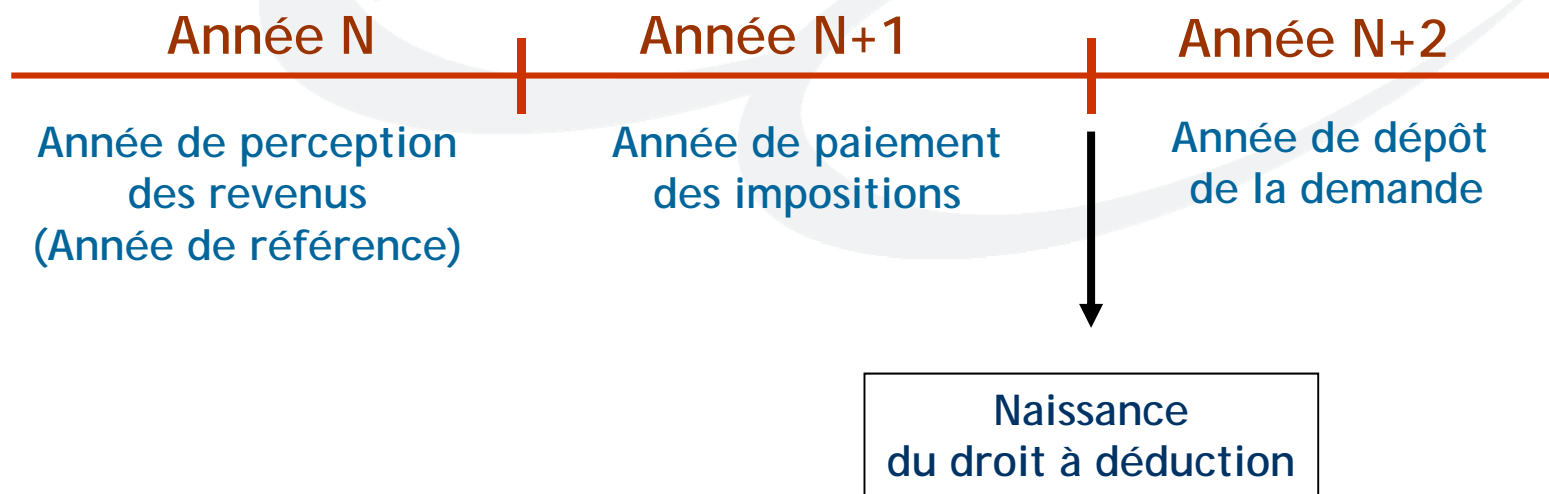 Année N
Année N+1
Année N+2
Année de perception
des revenus
(Année de référence)
Année de paiement
des impositions
Année de dépôt
de la demande
Naissance
du droit à déduction